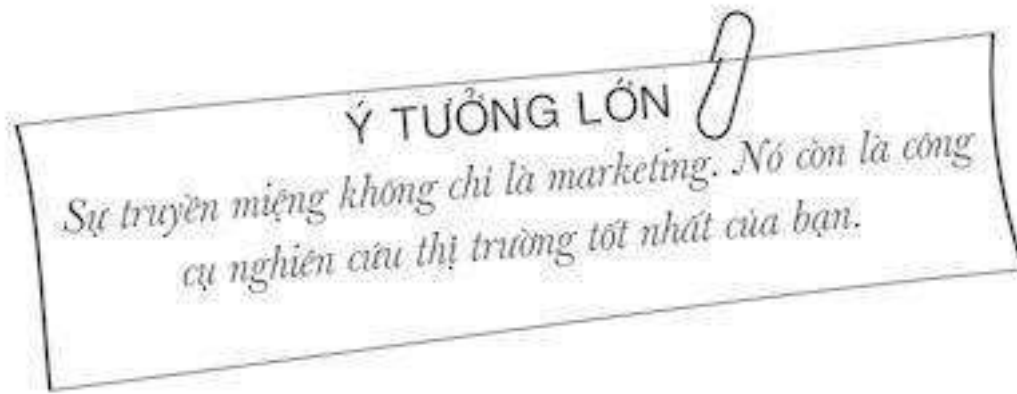 Ý TƯỞNG LỚN
Sự truyền miệng không chỉ là marketing. Nó còn là công
cụ nghiên cứu thị trường tốt nhất của bạn.